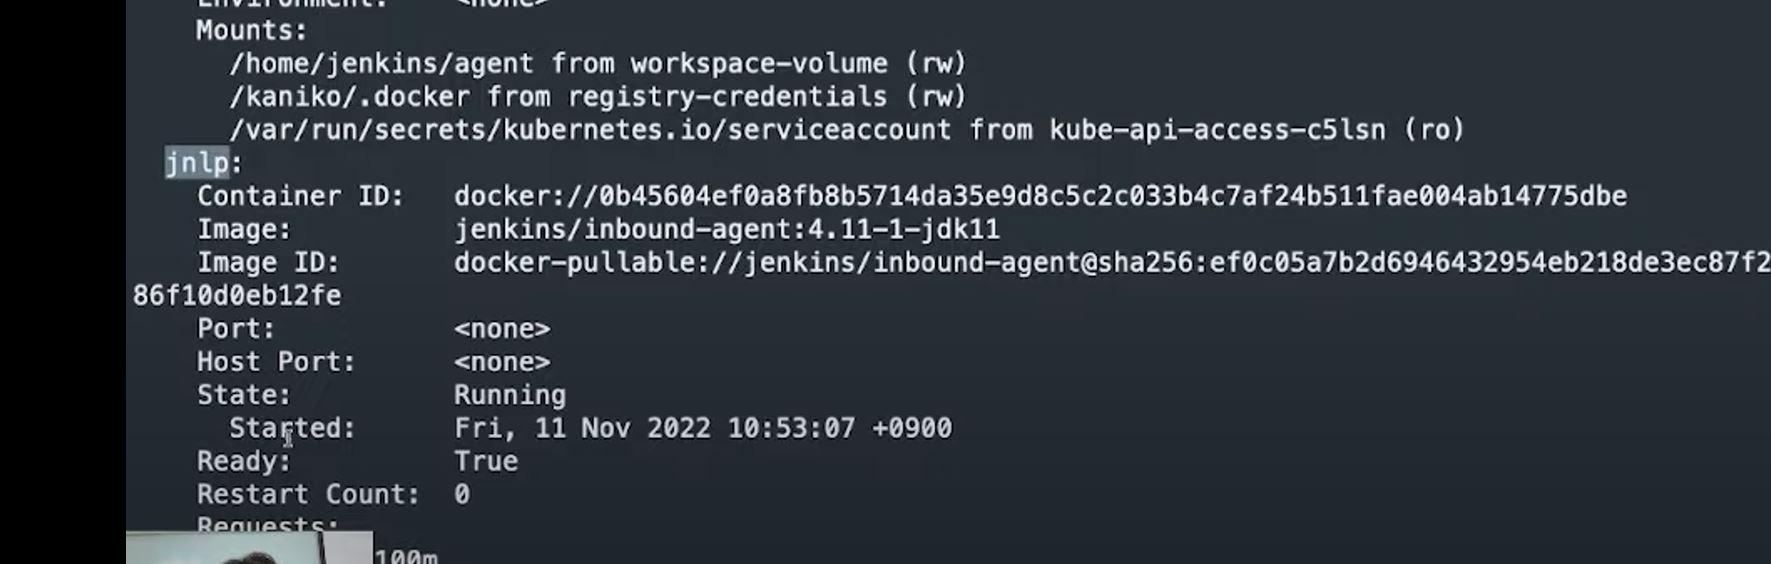 Environment: <none>
Mounts:
/home/jenkins/agent from workspace-volume (rw)
/kaniko/.docker from registry-credentials (rw)
/var/run/secrets/kubernetes.io/serviceaccount from kube-api-access-c5lsn (ro)
jnlp:
Container ID: docker://0b45604ef0a8fb8b5714da35e9d8c5c2c033b4c7af24b511fae004ab14775dbe
Image: jenkins/inbound-agent:4.11-1-jdk11
Image ID: docker-pullable://jenkins/inbound-agent@sha256:ef0c05a7b2d6946432954eb218de3ec87f2
86f10d0eb12fe
Port: <none>
Host Port: <none>
State: Running
Started: Fri, 11 Nov 2022 10:53:07 +0900
Ready: True
Restart Count: 0
Requests:
100m